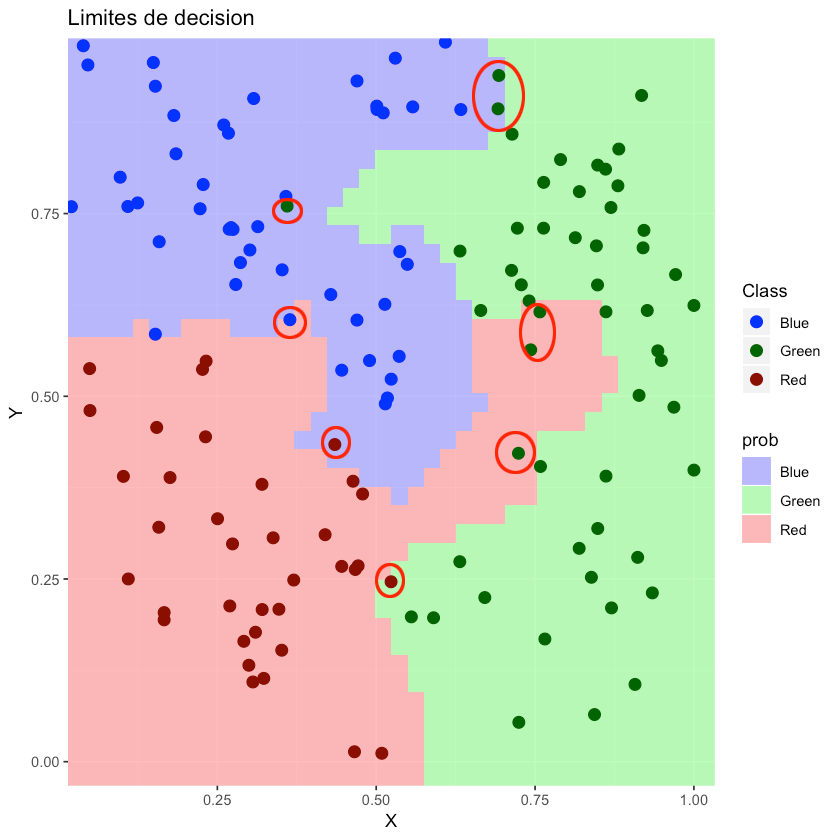 Limites de decision
Y
0.75
0.50
0.25
0.00
0.25 0.50 0.75 1.00
X
Class
Blue
Green
Red
prob
Blue
Green
Red